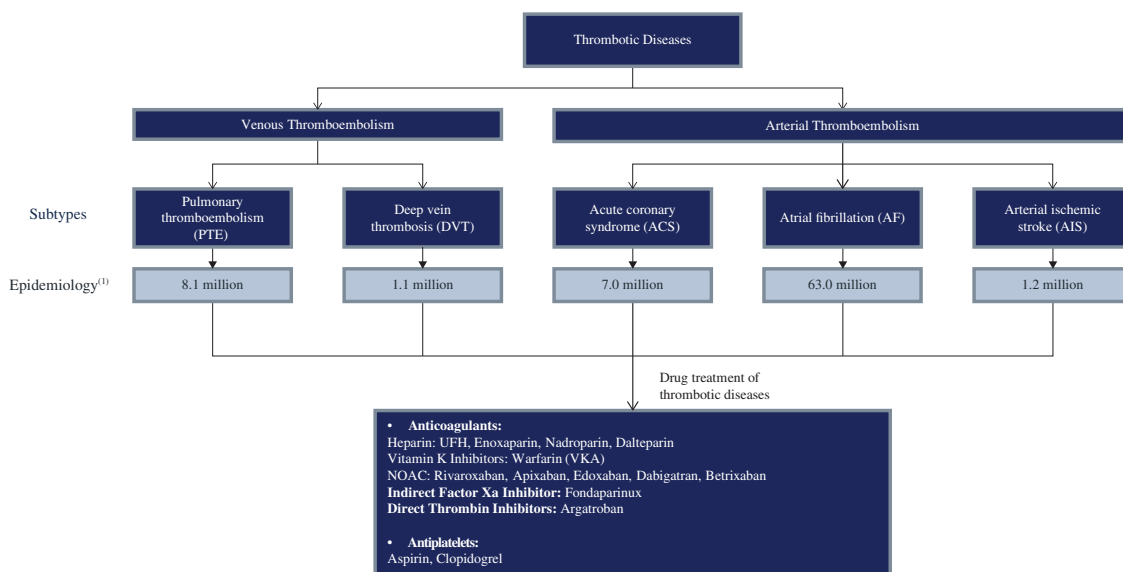 Thrombotic Diseases
Venous Thromboembolism
Arterial Thromboembolism
Subtypes
Pulmonary
thromboembolism
(PTE)
Deep vein
thrombosis (DVT)
Acute coronary
syndrome (ACS)
Atrial fibrillation (AF)
Arterial ischemic
stroke (AIS)
Epidemiology(1)
8.1 million
1.1 million
7.0 million
63.0 million
1.2 million
Drug treatment of
thrombotic diseases
• Anticoagulants:
Heparin: UFH, Enoxaparin, Nadroparin, Dalteparin
Vitamin K Inhibitors: Warfarin (VKA)
NOAC: Rivaroxaban, Apixaban, Edoxaban, Dabigatran, Betrixaban
Indirect Factor Xa Inhibitor: Fondaparinux
Direct Thrombin Inhibitors: Argatroban
• Antiplatelets:
Aspirin, Clopidogrel